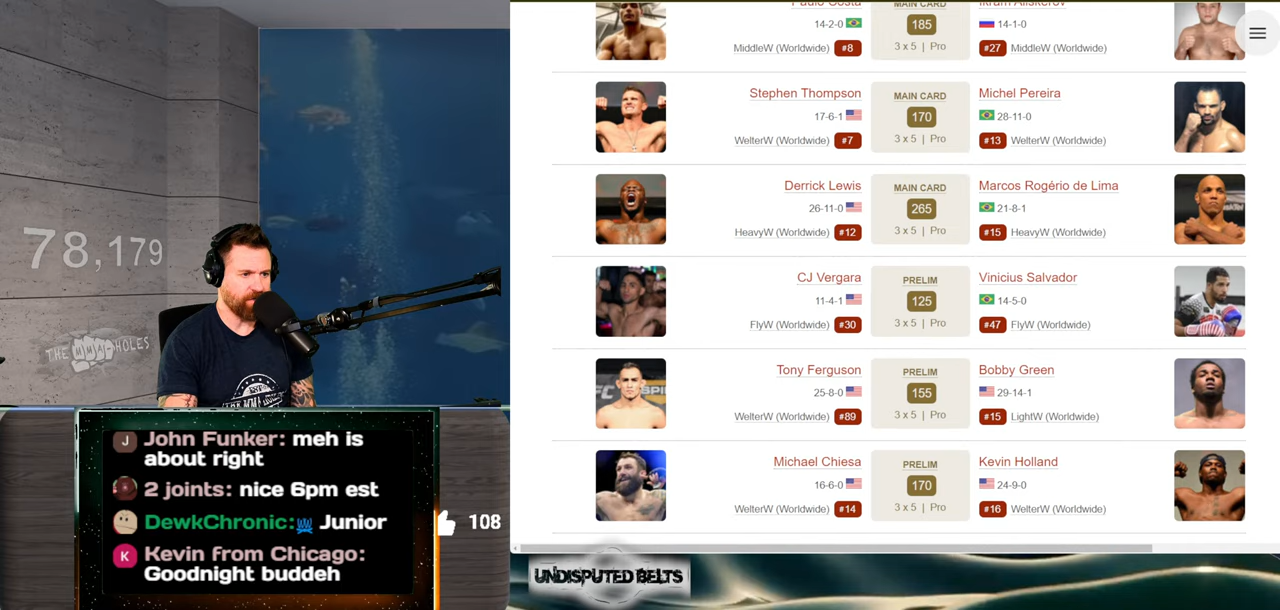 78,179
THE MMA HOLES
John Funker: meh is
about right
2 joints: nice 6pm est
DewkChronic: Junior
Kevin from Chicago:
Goodnight buddeh
J
K
108
Paulo Costa
MAIN CARD
Ikram Aliskerov
14-2-0
185
14-1-0
MiddleW (Worldwide) #8
3 x 5 | Pro
#27 MiddleW (Worldwide)
Stephen Thompson
MAIN CARD
Michel Pereira
17-6-1
170
28-11-0
WelterW (Worldwide) #7
3 x 5 | Pro
#13 WelterW (Worldwide)
Derrick Lewis
MAIN CARD
Marcos Rogério de Lima
26-11-0
265
21-8-1
HeavyW (Worldwide) #12
3 x 5 | Pro
#15 HeavyW (Worldwide)
CJ Vergara
PRELIM
Vinicius Salvador
11-4-1
125
14-5-0
FlyW (Worldwide) #30
3 x 5 | Pro
#47 FlyW (Worldwide)
Tony Ferguson
PRELIM
Bobby Green
25-8-0
155
29-14-1
WelterW (Worldwide) #89
3 x 5 | Pro
#15 LightW (Worldwide)
Michael Chiesa
PRELIM
Kevin Holland
16-6-0
170
24-9-0
WelterW (Worldwide) #14
3 x 5 | Pro
#16 WelterW (Worldwide)
UNDISPUTED BELTS